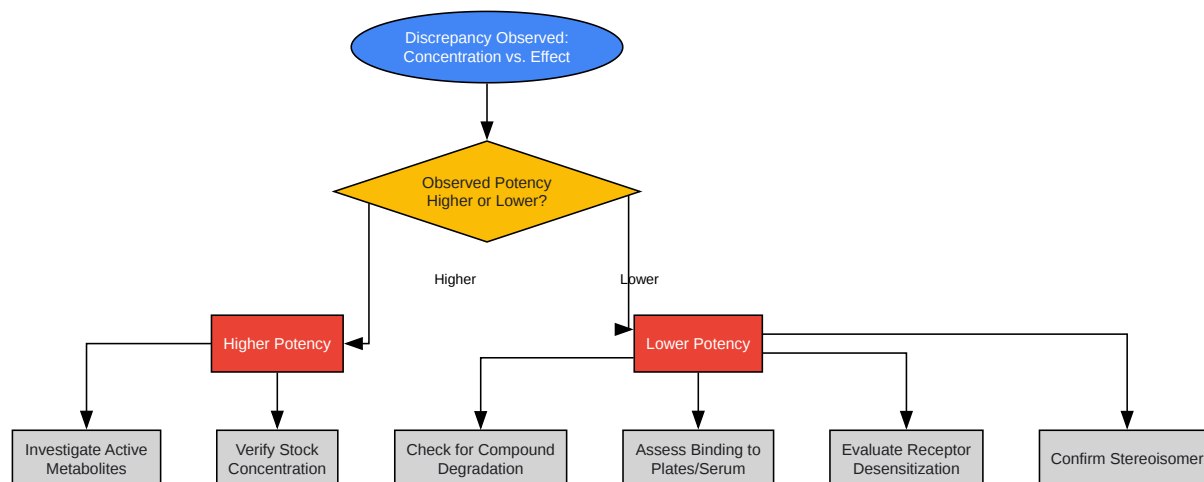 Discrepancy Observed:
Concentration vs. Effect
Observed Potency
Higher or Lower?
Higher
Lower
Higher Potency
Lower Potency
Investigate Active
Metabolites
Verify Stock
Concentration
Check for Compound
Degradation
Assess Binding to
Plates/Serum
Evaluate Receptor
Desensitization
Confirm Stereoisomer